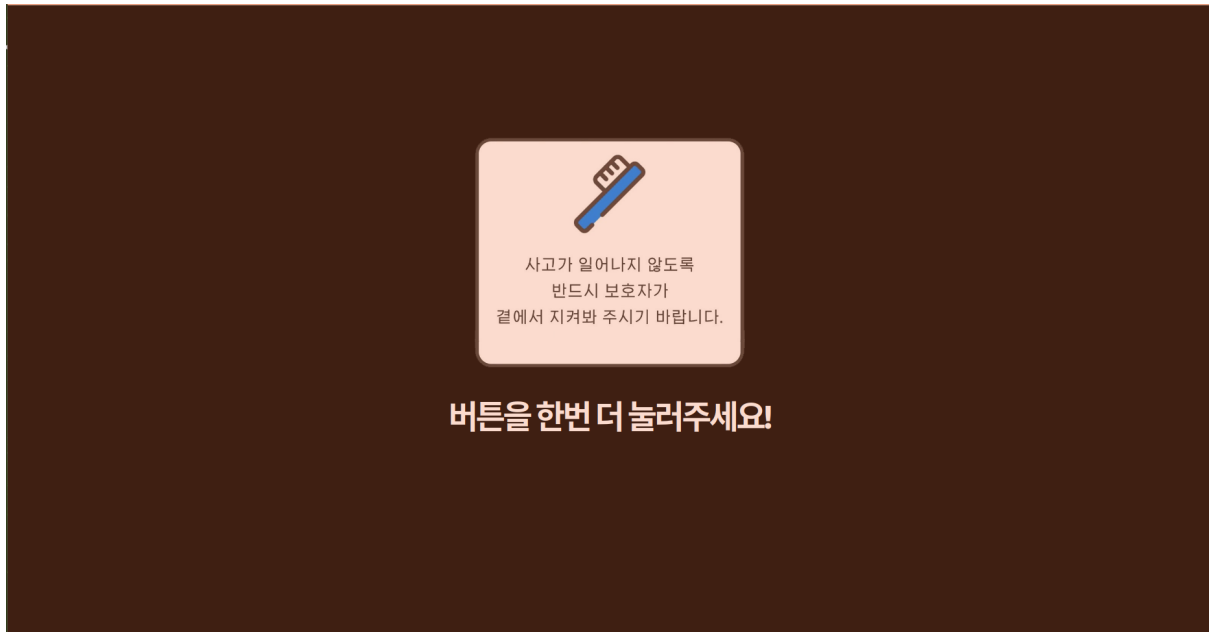 사고가 일어나지 않도록
반드시 보호자가
곁에서 지켜봐 주시기 바랍니다.
버튼을 한번 더 눌러주세요!